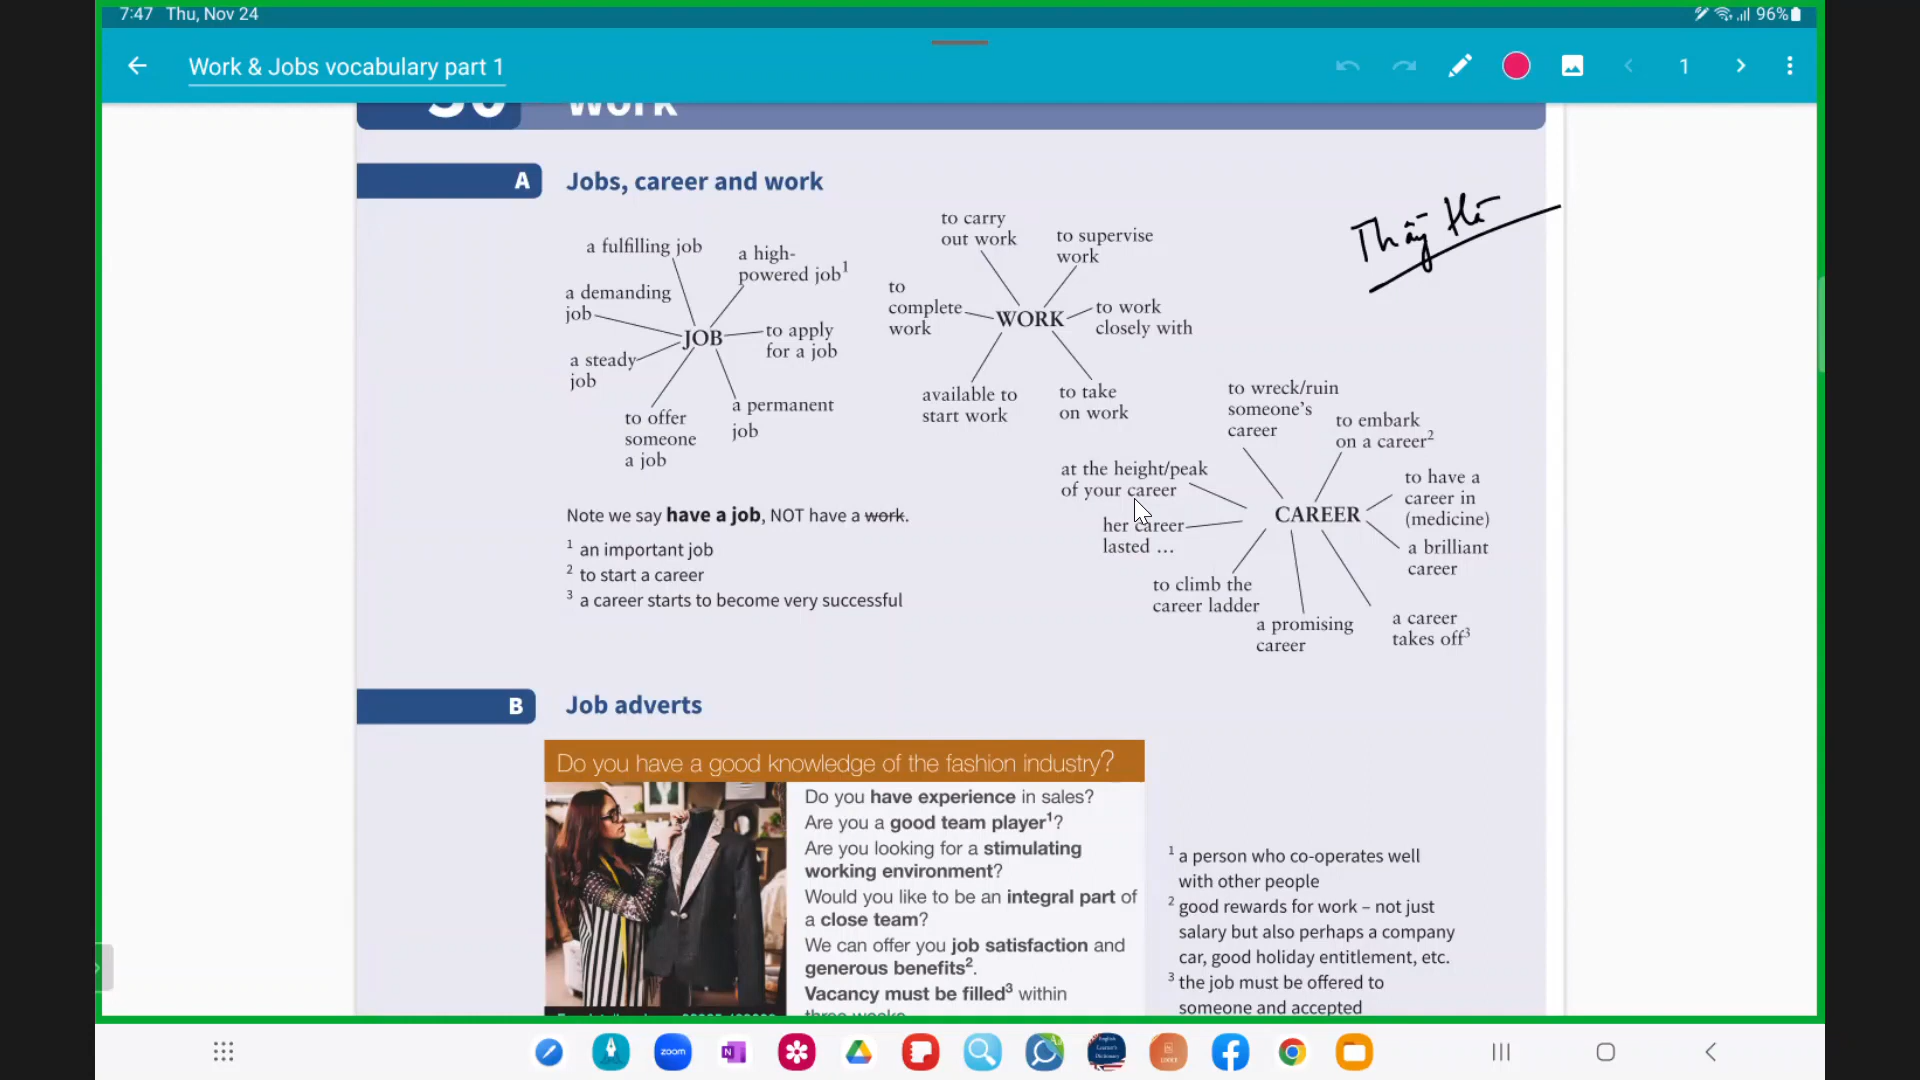 7:47 Thu, Nov 24
96%
Work & Jobs vocabulary part 1
1
Work
A
Jobs, career and work
a fulfilling job
a high-
powered job¹
a demanding
job
to apply
for a job
JOB
a steady
job
a permanent
job
to offer
someone
a job
to carry
out work
to supervise
work
to
complete
work
WORK
to work
closely with
available to
start work
to take
on work
Thầy
to wreck/ruin
someone's
career
to embark
on a career²
at the height/peak
of your career
to have a
career in
(medicine)
CAREER
her career
lasted ...
a brilliant
career
to climb the
career ladder
a promising
career
a career
takes off³
Note we say have a job, NOT have a work.
¹ an important job
² to start a career
³ a career starts to become very successful
B
Job adverts
Do you have a good knowledge of the fashion industry?
Do you have experience in sales?
Are you a good team player¹?
Are you looking for a stimulating
working environment?
Would you like to be an integral part of
a close team?
We can offer you job satisfaction and
generous benefits².
Vacancy must be filled³ within
three weeks
¹ a person who co-operates well
with other people
² good rewards for work – not just
salary but also perhaps a company
car, good holiday entitlement, etc.
³ the job must be offered to
someone and accepted
zoom